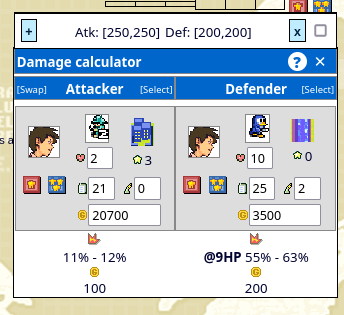 + Atk: [250,250] Def: [200,200] x
Damage calculator ? ×
[Swap] Attacker [Select] Defender [Select]
2 3 10 0
21 0 25 2
G 20700 G 3500
11% - 12% @9HP 55% - 63%
G G
100 200